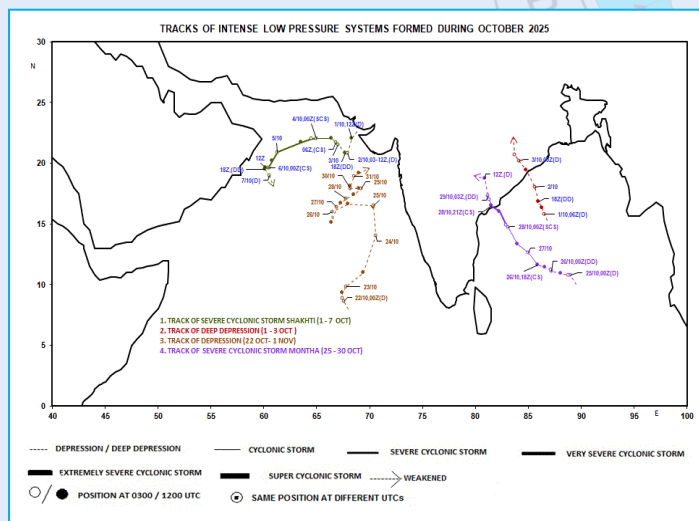 TRACKS OF INTENSE LOW PRESSURE SYSTEMS FORMED DURING OCTOBER 2025
30
N
25
20
15
10
5
0
4/10,00Z(SCS)
1/10,12Z(D)
5/10
06Z,(CS)
12Z
3/10
18Z(DD)
2/10,03-12Z,(D)
18Z(DD)
6/10,00Z(CS)
7/10(D)
30/10
31/10
28/10
29/10
27/10
26/10
25/10
24/10
23/10
22/10,00Z(D)
3/10,00Z(D)
12Z,(D)
2/10
29/10,03Z,(DD)
18Z(DD)
28/10,21Z(CS)
1/10,06Z(D)
28/10,00Z(SCS)
27/10
26/10,00Z(DD)
26/10,18Z(CS)
25/10,00Z(D)
1. TRACK OF SEVERE CYCLONIC STORM SHAKHTI (1 - 7 OCT)
2. TRACK OF DEEP DEPRESSION (1 - 3 OCT )
3. TRACK OF DEPRESSION (22 OCT- 1 NOV)
4. TRACK OF SEVERE CYCLONIC STORM MONTHA (25 - 30 OCT)
40 45 50 55 60 65 70 75 80 85 90 E 95 100
DEPRESSION / DEEP DEPRESSION CYCLONIC STORM SEVERE CYCLONIC STORM VERY SEVERE CYCLONIC STORM
EXTREMELY SEVERE CYCLONIC STORM SUPER CYCLONIC STORM WEAKENED
/ POSITION AT 0300 / 1200 UTC SAME POSITION AT DIFFERENT UTCs